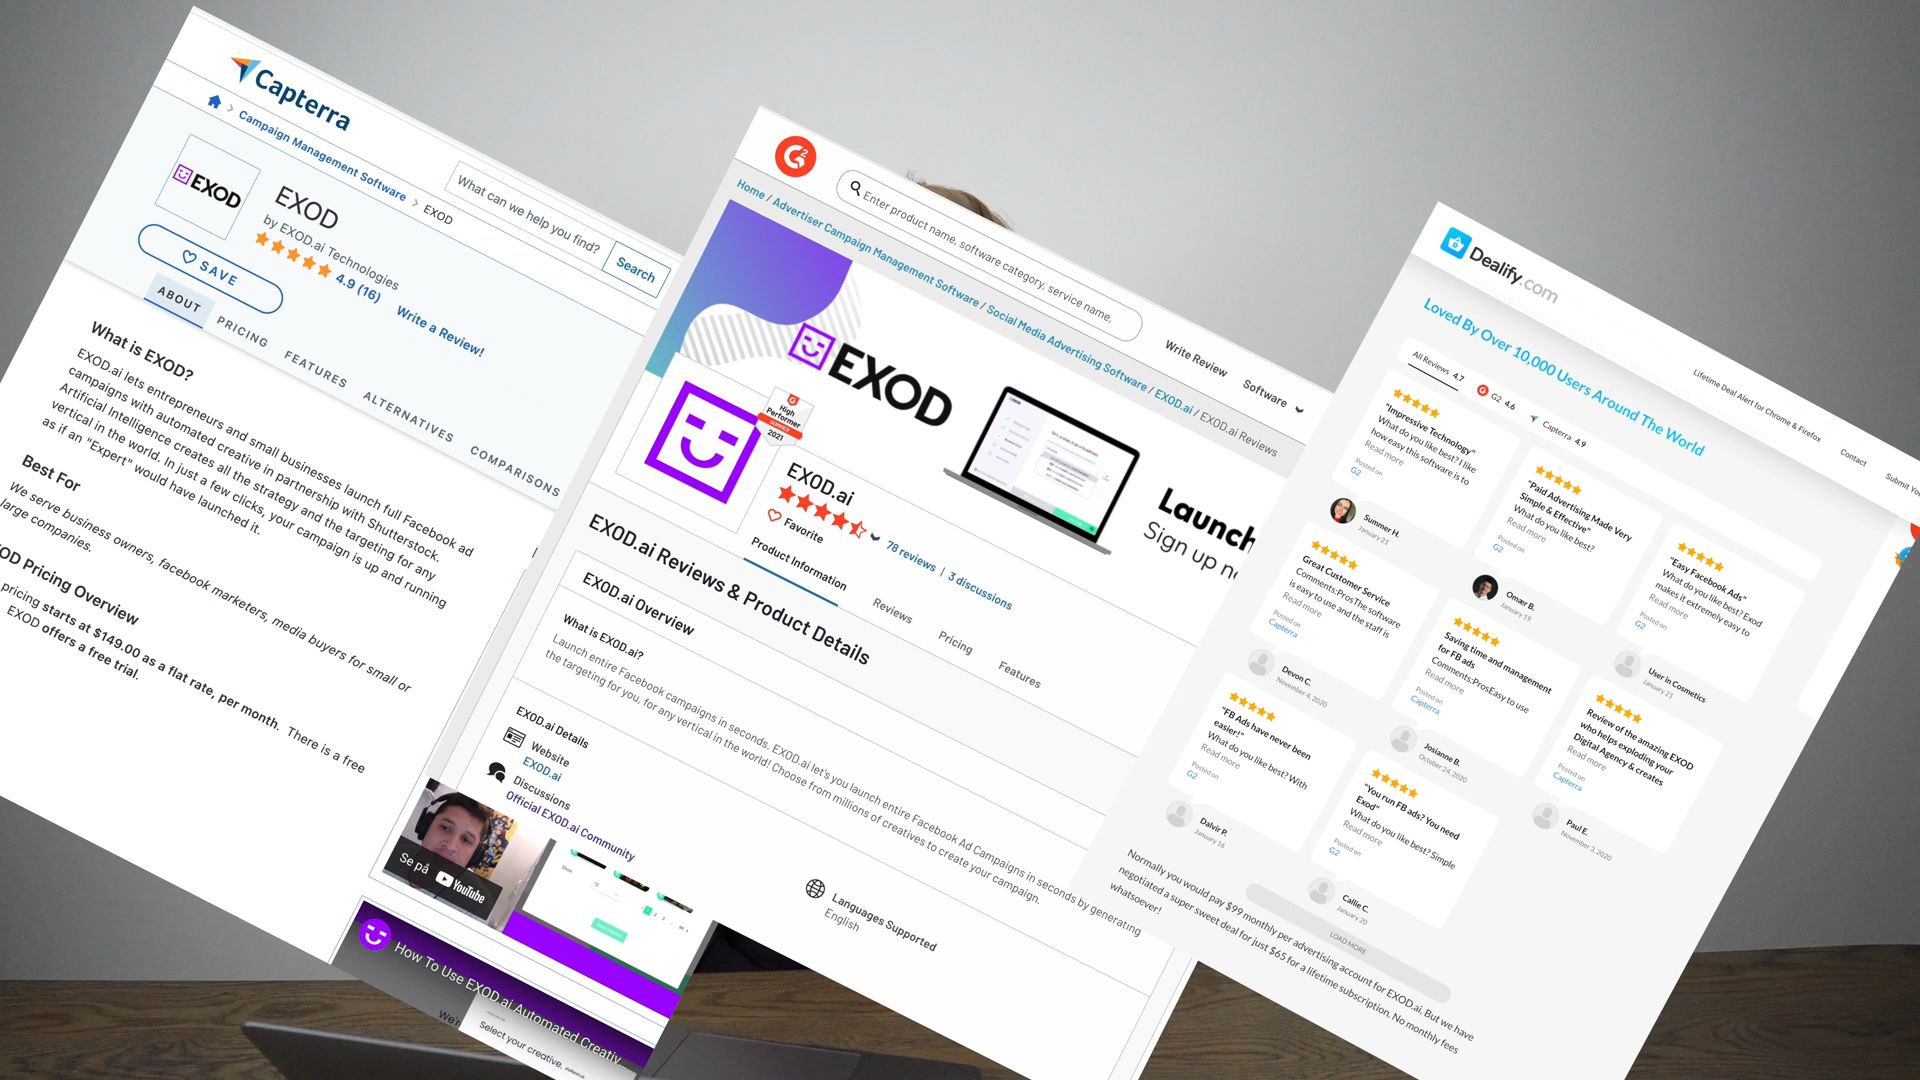 Capterra
Campaign Management Software > EXOD
What can we help you find?
Search
EXOD
EXOD
by EXOD.ai Technologies
4.9 (16)
Write a Review!
SAVE
ABOUT
PRICING
FEATURES
ALTERNATIVES
COMPARISONS
What is EXOD?
EXOD.ai lets entrepreneurs and small businesses launch full Facebook ad
campaigns with automated creative in partnership with Shutterstock.
Artificial Intelligence creates all the strategy and the targeting for any
vertical in the world. In just a few clicks, your campaign is up and running
as if an "Expert" would have launched it.
Best For
We serve business owners, facebook marketers, media buyers for small or
large companies.
OD Pricing Overview
pricing starts at $149.00 as a flat rate, per month. There is a free
EXOD offers a free trial.
Se på YouTube
How To Use EXOD.ai Automated Creativ...
We'r
Select your creative.
G2
Enter product name, software category, service name,
Write Review
Software
Home / Advertiser Campaign Management Software / Social Media Advertising Software / EXOD.ai / EXOD.ai Reviews
EXOD
Launch
Sign up n
High
Performer
SUMMER
2021
EXOD.ai
78 reviews | 3 discussions
Favorite
Product Information
Reviews
Pricing
Features
EXOD.ai Reviews & Product Details
EXOD.ai Overview
What is EXOD.ai?
Launch entire Facebook campaigns in seconds. EXOD.ai let's you launch entire Facebook Ad Campaigns in seconds by generating
the targeting for you, for any vertical in the world! Choose from millions of creatives to create your campaign.
EXOD.ai Details
Website
EXOD.ai
Discussions
Official EXOD.ai Community
Languages Supported
English
Show
Dealify.com
Lifetime Deal Alert for Chrome & Firefox
Contact
Submit Yo
Loved By Over 10,000 Users Around The World
All Reviews 4.7
G2 4.6
Capterra 4.9
"Impressive Technology"
What do you like best? I like
how easy this software is to
Read more
Posted on
G2
Summer H.
January 21
"Paid Advertising Made Very
Simple & Effective"
What do you like best?
Read more
Posted on
G2
Omær B.
January 19
"Easy Facebook Ads"
What do you like best? Exod
makes it extremely easy to
Read more
Posted on
G2
User in Cosmetics
January 21
Great Customer Service
Comments:ProsThe software
is easy to use and the staff is
Read more
Posted on
Capterra
Devon C.
November 4, 2020
Saving time and management
for FB ads
Comments:ProsEasy to use
Read more
Posted on
Capterra
Josianne B.
October 24, 2020
Review of the amazing EXOD
who helps exploding your
Digital Agency & creates
Read more
Posted on
Capterra
Paul E.
November 3, 2020
"FB Ads have never been
easier!"
What do you like best? With
Read more
Posted on
G2
Dalvir P.
January 16
"You run FB ads? You need
Exod"
What do you like best? Simple
Read more
Posted on
G2
Callie C.
January 20
LOAD MORE
Normally you would pay $99 monthly per advertising account for EXOD.ai. But we have
negotiated a super sweet deal for just $65 for a lifetime subscription. No monthly fees
whatsoever!